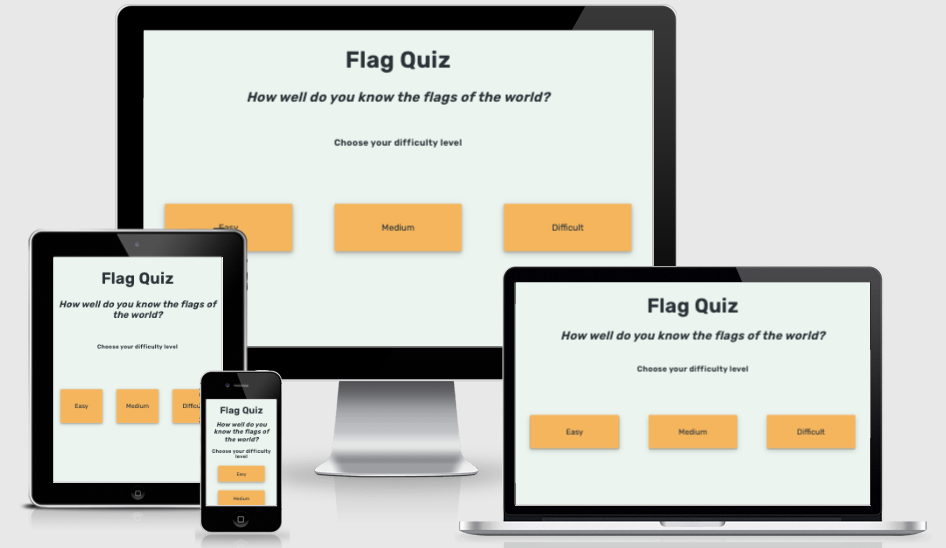 Flag Quiz
How well do you know the flags of the world?
Choose your difficulty level
Easy
Medium
Difficult
Flag Quiz
How well do you know the flags of
the world?
Choose your difficulty level
Easy
Medium
Difficu
Flag Quiz
How well do you
know the flags of
the world?
Choose your difficulty
level
Easy
Medium
Flag Quiz
How well do you know the flags of the world?
Choose your difficulty level
Easy
Medium
Difficult